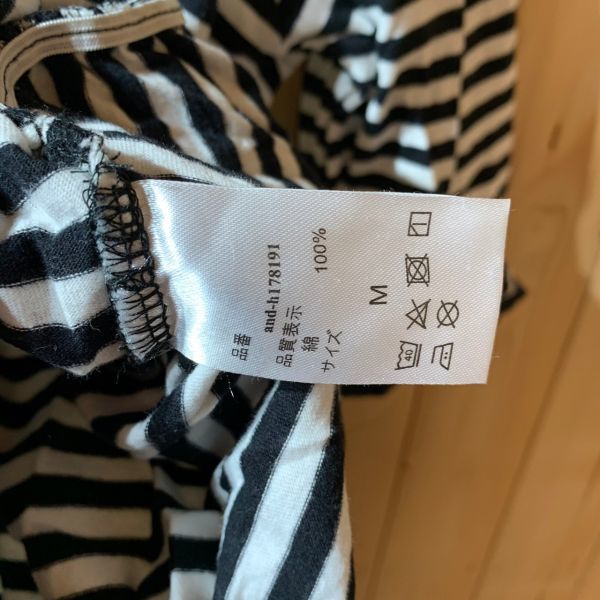 品番
and-h178191
品質表示
綿 100%
サイズ M
40